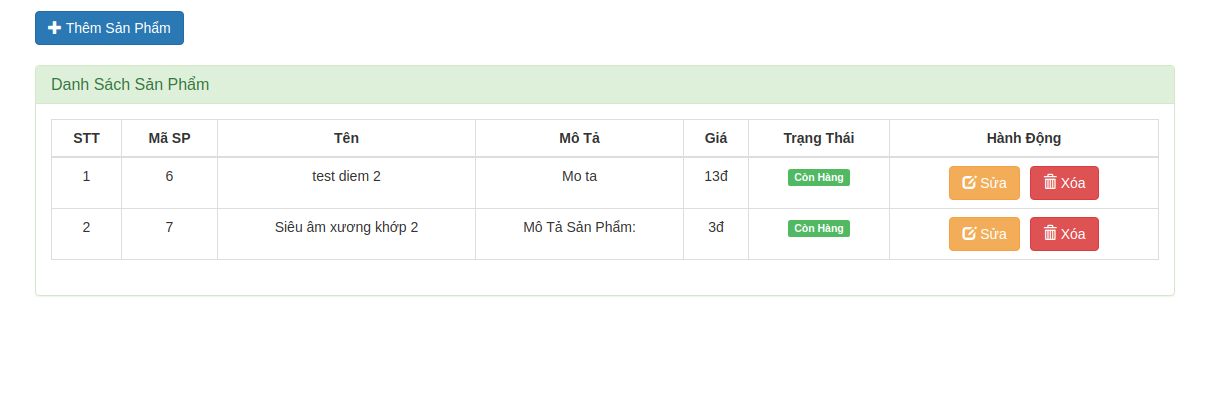 Thêm Sản Phẩm
Danh Sách Sản Phẩm
STT Mã SP Tên Mô Tả Giá Trạng Thái Hành Động
1 6 test diem 2 Mo ta 13đ Còn Hàng Sửa Xóa
2 7 Siêu âm xương khớp 2 Mô Tả Sản Phẩm: 3đ Còn Hàng Sửa Xóa